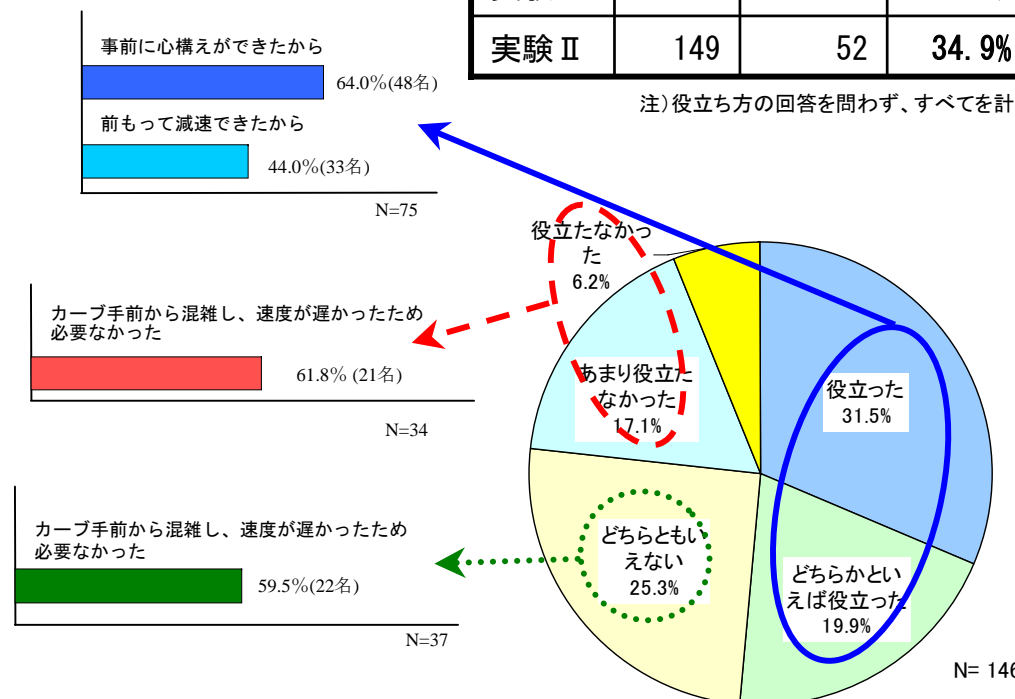 実験Ⅱ 149 52 34.9%
注)役立ち方の回答を問わず、すべてを計
事前に心構えができたから
64.0%(48名)
前もって減速できたから
44.0%(33名)
N=75
カーブ手前から混雑し、速度が遅かったため
必要なかった
61.8% (21名)
N=34
カーブ手前から混雑し、速度が遅かったため
必要なかった
59.5%(22名)
N=37
役立たなかっ
た
6.2%
あまり役立た
なかった
17.1%
役立った
31.5%
どちらともい
えない
25.3%
どちらかとい
えば役立った
19.9%
N= 146